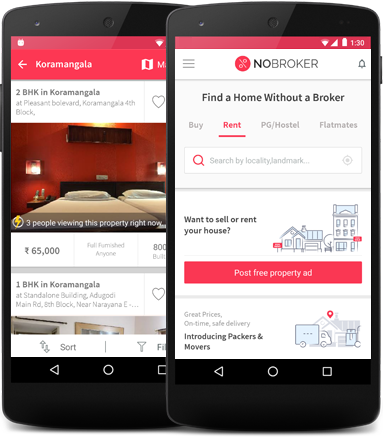 Koramangala
Ma
2 BHK in Koramangala
at Pleasant bolevard, Koramangala 4th
Block,
3 people viewing this property right now
₹ 65,000
Full Furnished
Anyone
800
Built
1 BHK in Koramangala
at Standalone Building, Adugodi
Main Rd, 8th Block, Near Narayana E -...
Sort
Fil
1:30
NOBROKER
Find a Home Without a Broker
Buy
Rent
PG/Hostel
Flatmates
Search by locality,landmark...
Want to sell or rent
your house?
Post free property ad
Great Prices,
On-time, safe delivery
Introducing Packers &
Movers